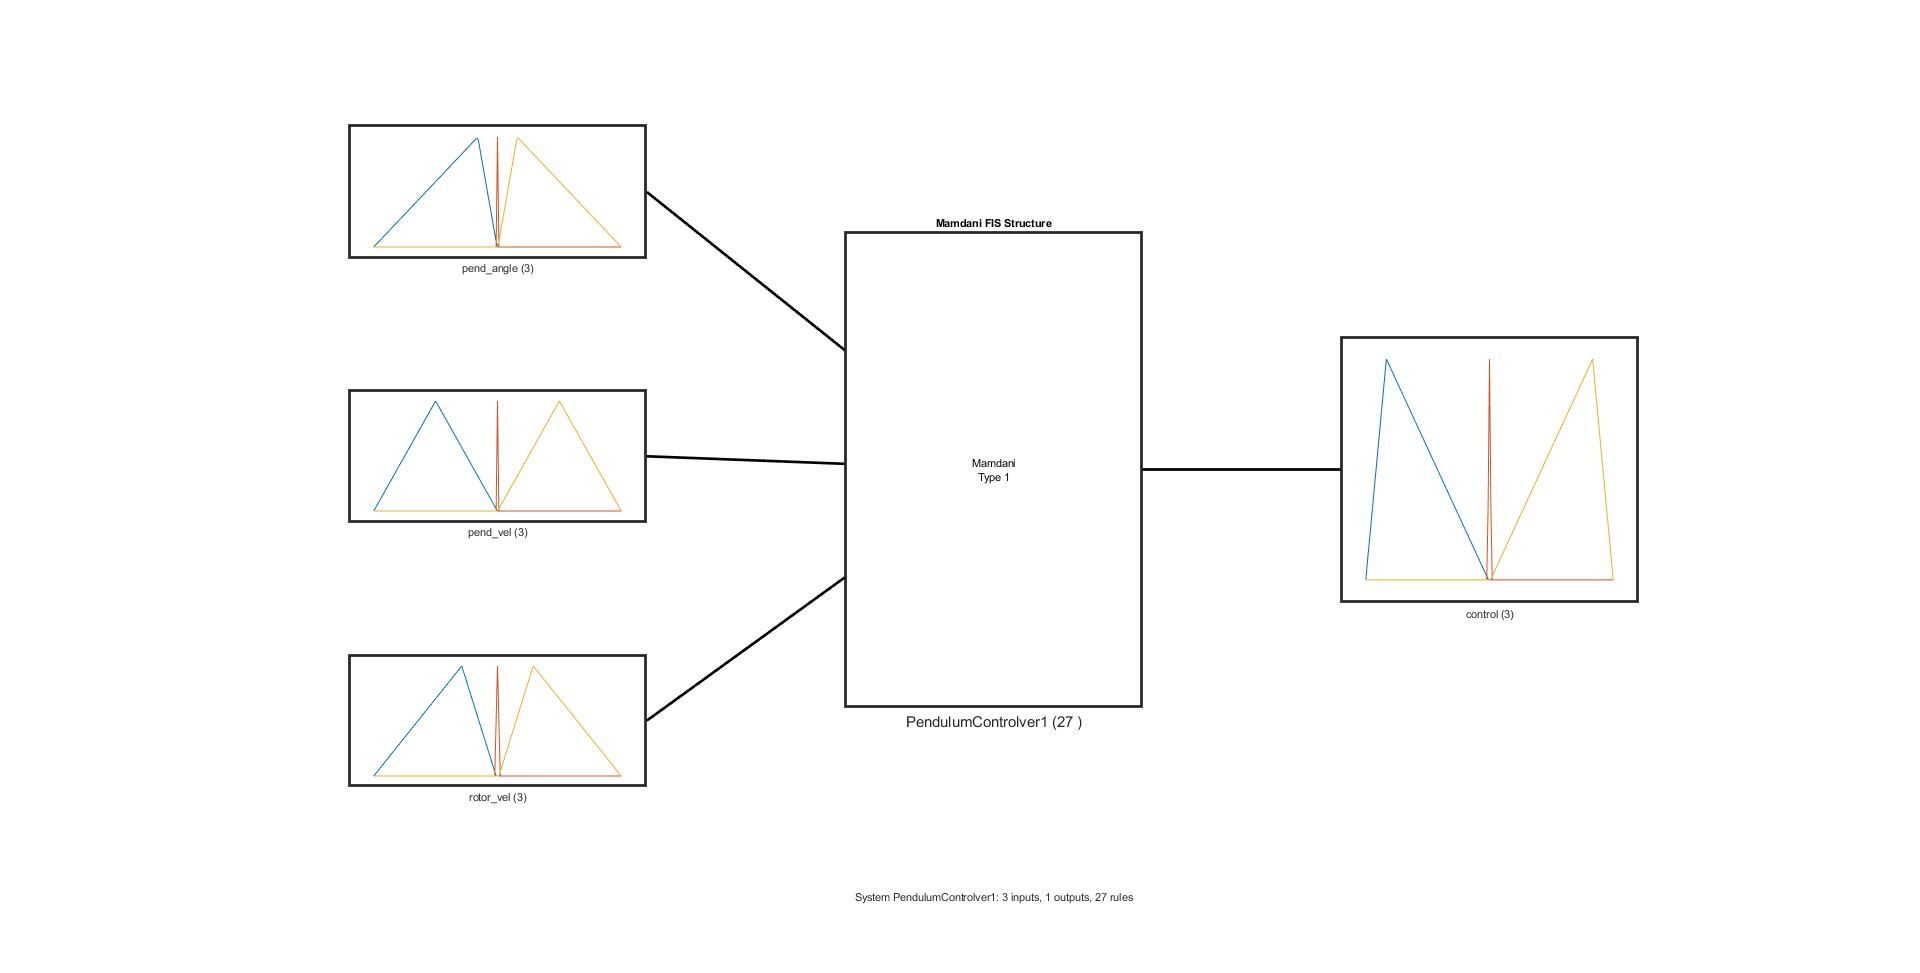 pend_angle (3)
Mamdani FIS Structure
pend_vel (3)
Mamdani
Type 1
control (3)
PendulumControlver1 (27 )
rotor_vel (3)
System PendulumControlver1: 3 inputs, 1 outputs, 27 rules